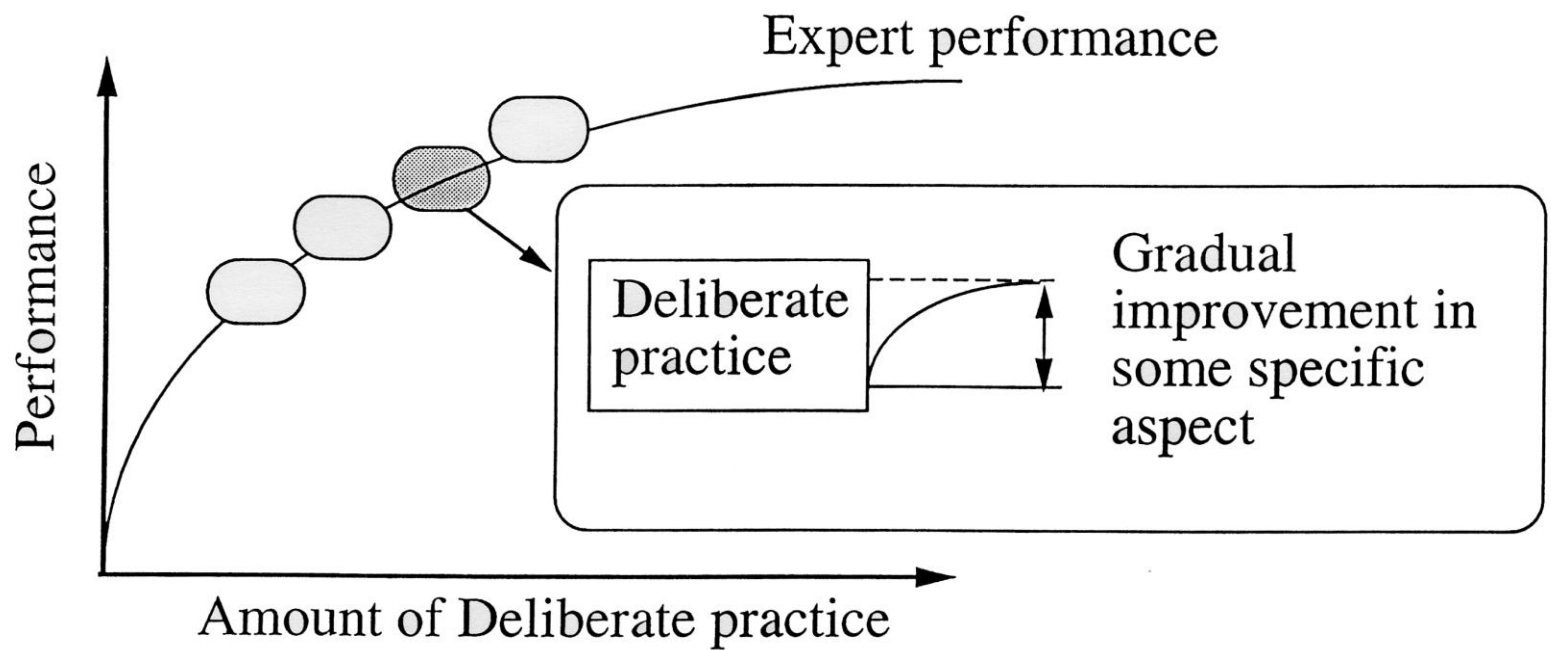 Expert performance
Performance
Deliberate
practice
Gradual
improvement in
some specific
aspect
Amount of Deliberate practice